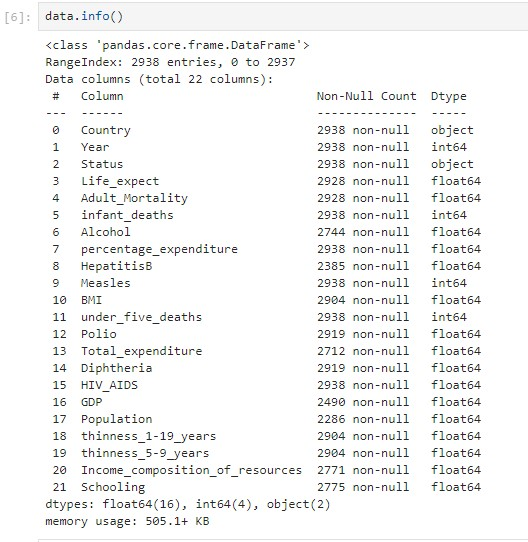 [6]: data.info()
<class 'pandas.core.frame.DataFrame'>
RangeIndex: 2938 entries, 0 to 2937
Data columns (total 22 columns):
 #   Column                           Non-Null Count  Dtype
---  ------                           --------------  -----
 0   Country                          2938 non-null   object
 1   Year                             2938 non-null   int64
 2   Status                           2938 non-null   object
 3   Life_expect                      2928 non-null   float64
 4   Adult_Mortality                  2928 non-null   float64
 5   infant_deaths                    2938 non-null   int64
 6   Alcohol                          2744 non-null   float64
 7   percentage_expenditure           2938 non-null   float64
 8   HepatitisB                       2385 non-null   float64
 9   Measles                          2938 non-null   int64
 10  BMI                              2904 non-null   float64
 11  under_five_deaths                2938 non-null   int64
 12  Polio                            2919 non-null   float64
 13  Total_expenditure                2712 non-null   float64
 14  Diphtheria                       2919 non-null   float64
 15  HIV_AIDS                         2938 non-null   float64
 16  GDP                              2490 non-null   float64
 17  Population                       2286 non-null   float64
 18  thinness_1-19_years              2904 non-null   float64
 19  thinness_5-9_years               2904 non-null   float64
 20  Income_composition_of_resources  2771 non-null   float64
 21  Schooling                        2775 non-null   float64
dtypes: float64(16), int64(4), object(2)
memory usage: 505.1+ KB